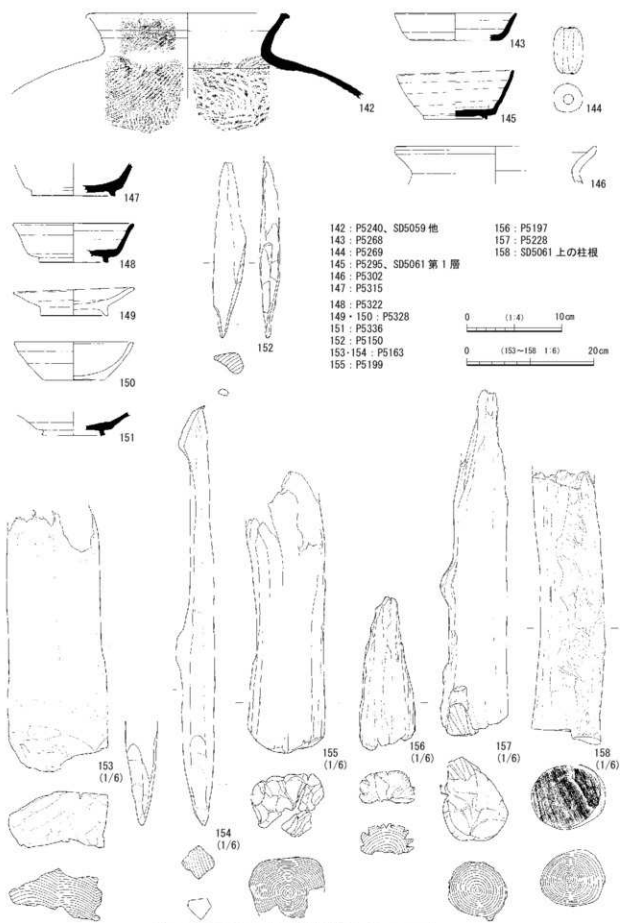 142
143
144
145
146
147
148
149
150
151
152
142 : P5240、SD5059 他
143 : P5268
144 : P5269
145 : P5295、SD5061 第1層
146 : P5302
147 : P5315
148 : P5322
149・150 : P5328
151 : P5336
152 : P5150
153・154 : P5163
155 : P5199
156 : P5197
157 : P5228
158 : SD5061 上の柱根
0 (1:4) 10cm
0 (153～158 1:6) 20cm
153
(1/6)
154
(1/6)
155
(1/6)
156
(1/6)
157
(1/6)
158
(1/6)